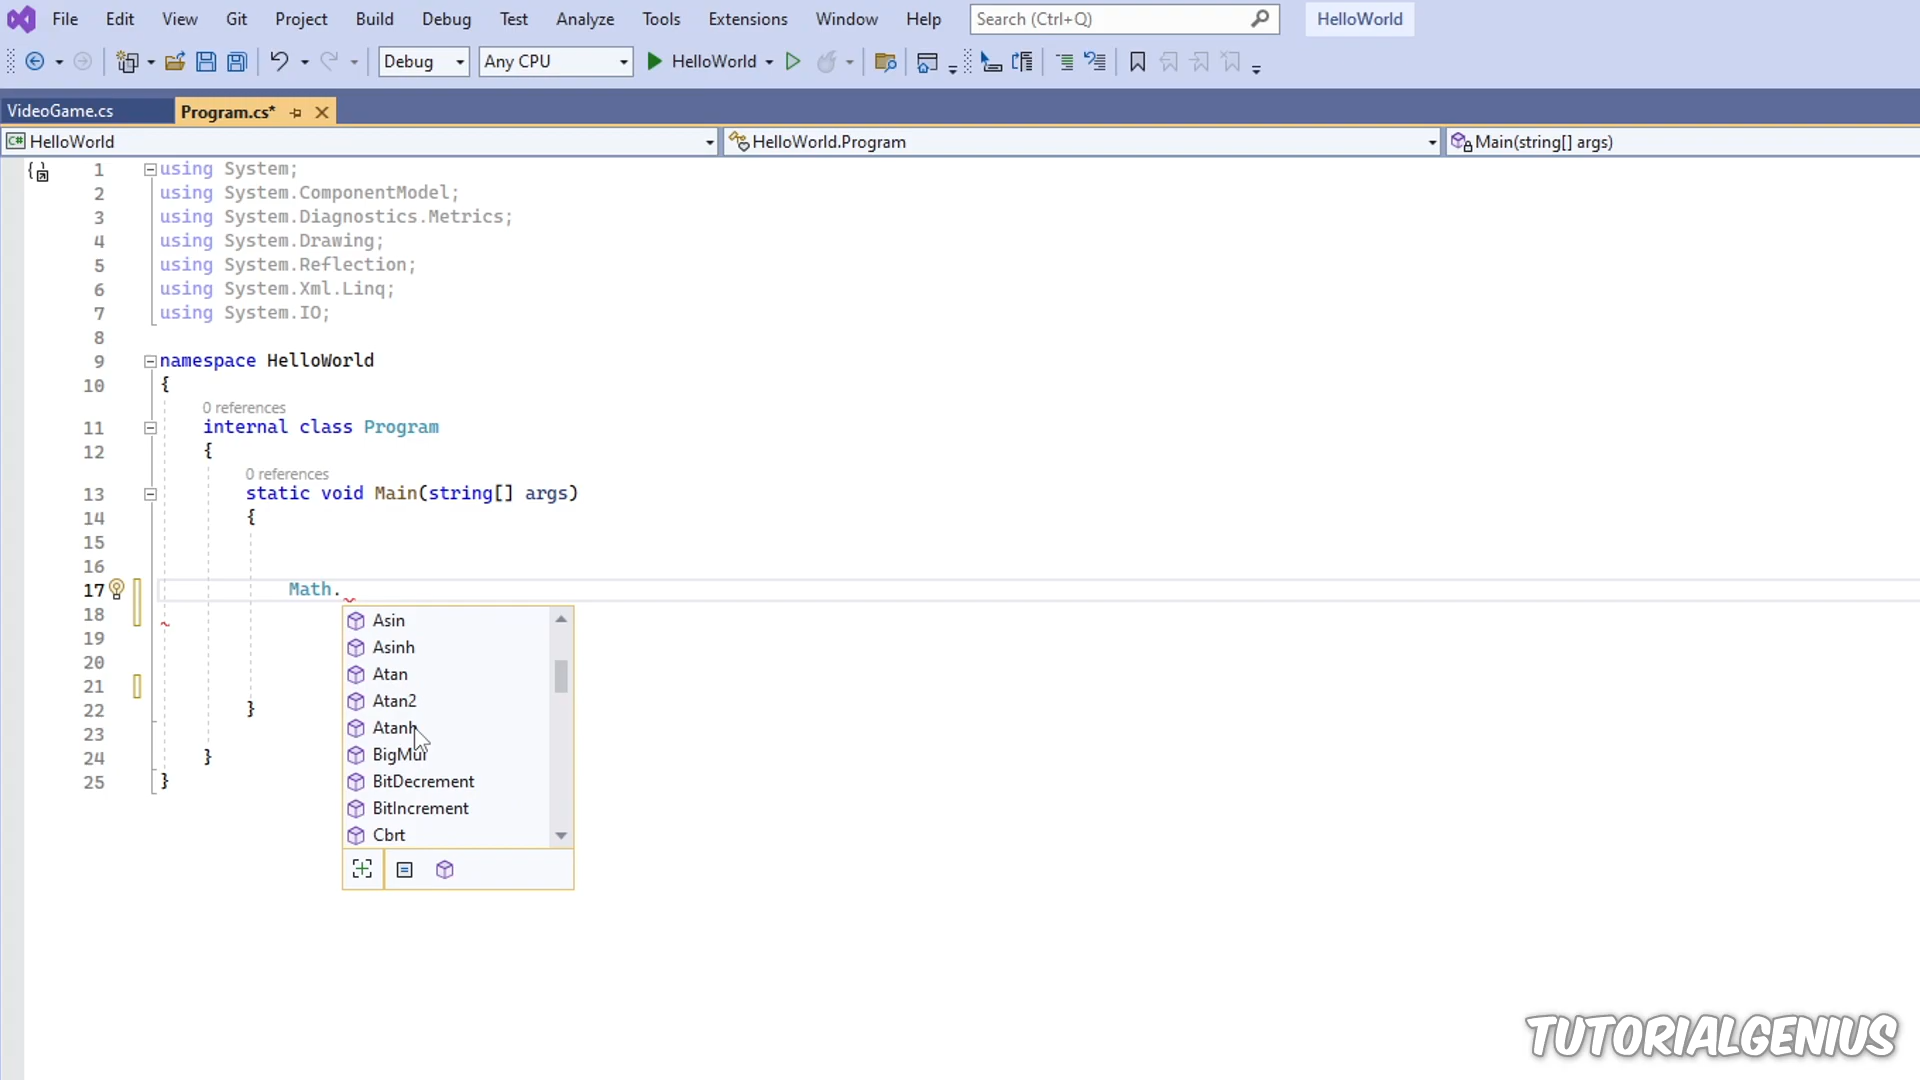 File Edit View Git Project Build Debug Test Analyze Tools Extensions Window Help Search (Ctrl+Q) HelloWorld
Debug Any CPU HelloWorld
VideoGame.cs Program.cs*
C# HelloWorld HelloWorld.Program Main(string[] args)
1 using System;
2 using System.ComponentModel;
3 using System.Diagnostics.Metrics;
4 using System.Drawing;
5 using System.Reflection;
6 using System.Xml.Linq;
7 using System.IO;
8
9 namespace HelloWorld
10 {
0 references
11 internal class Program
12 {
0 references
13 static void Main(string[] args)
14 {
15
16
17 Math.
18
19
20
21
22 }
23
24 }
25 }
Asin
Asinh
Atan
Atan2
Atanh
BigMul
BitDecrement
BitIncrement
Cbrt
TUTORIALGENIUS